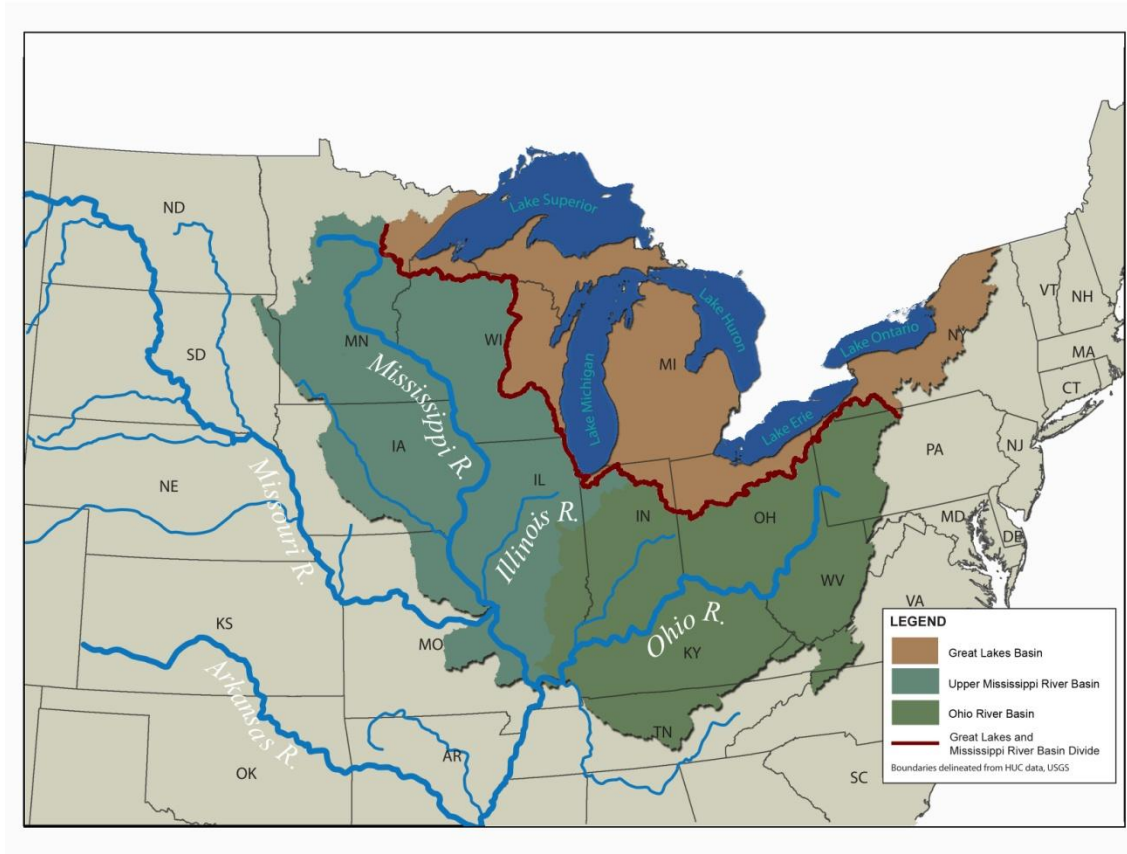 ND
SD
NE
KS
OK
MN
IA
MO
AR
WI
IL
MI
IN
OH
KY
TN
WV
VA
PA
NY
VT
NH
MA
CT
NJ
MD
DE
SC
Lake Superior
Lake Michigan
Lake Huron
Lake Erie
Lake Ontario
Mississippi R.
Missouri R.
Illinois R.
Ohio R.
Arkansas R.
LEGEND
Great Lakes Basin
Upper Mississippi River Basin
Ohio River Basin
Great Lakes and
Mississippi River Basin Divide
Boundaries delineated from HUC data, USGS